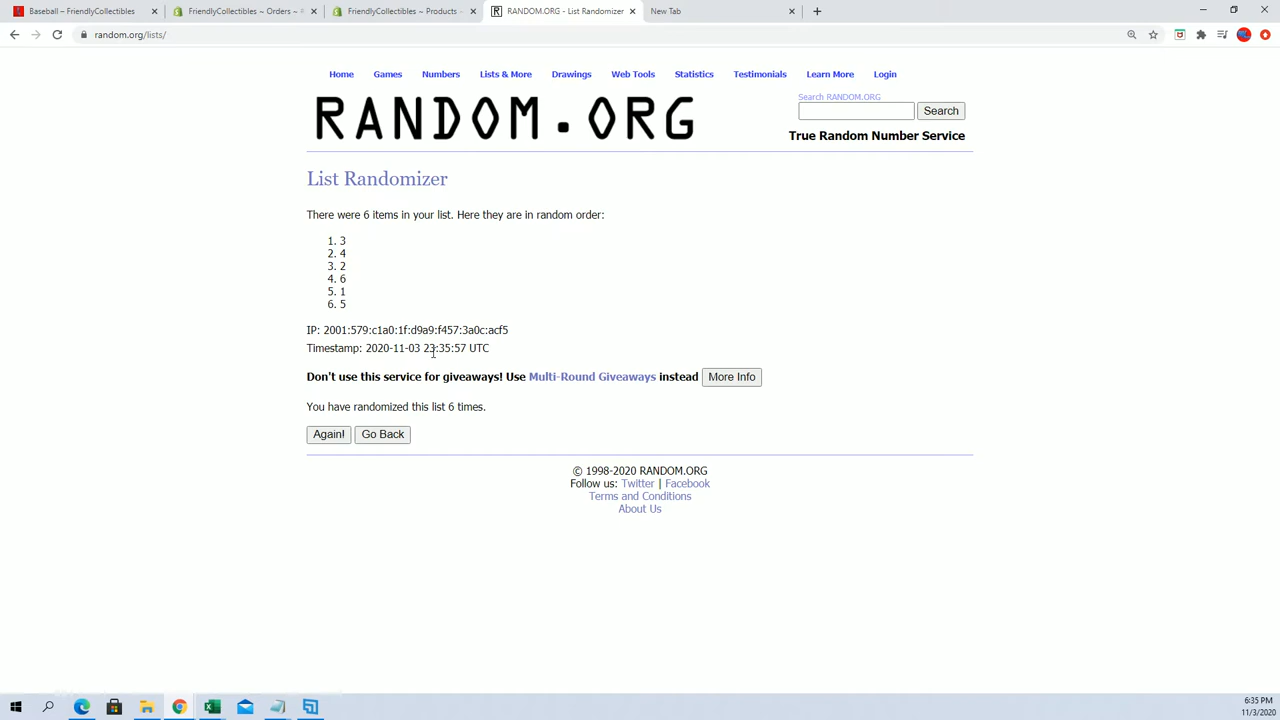 Baseball – FriendlyCollectibles
FriendlyCollectibles ~ Orders ~
FriendlyCollectibles ~ Products ~
RANDOM.ORG - List Randomizer
New Tab
random.org/lists/
Home Games Numbers Lists & More Drawings Web Tools Statistics Testimonials Learn More Login
RANDOM.ORG
Search RANDOM.ORG
Search
True Random Number Service
List Randomizer
There were 6 items in your list. Here they are in random order:
1. 3
2. 4
3. 2
4. 6
5. 1
6. 5
IP: 2001:579:c1a0:1f:d9a9:f457:3a0c:acf5
Timestamp: 2020-11-03 23:35:57 UTC
Don't use this service for giveaways! Use Multi-Round Giveaways instead More Info
You have randomized this list 6 times.
Again! Go Back
© 1998-2020 RANDOM.ORG
Follow us: Twitter | Facebook
Terms and Conditions
About Us
6:35 PM
11/3/2020